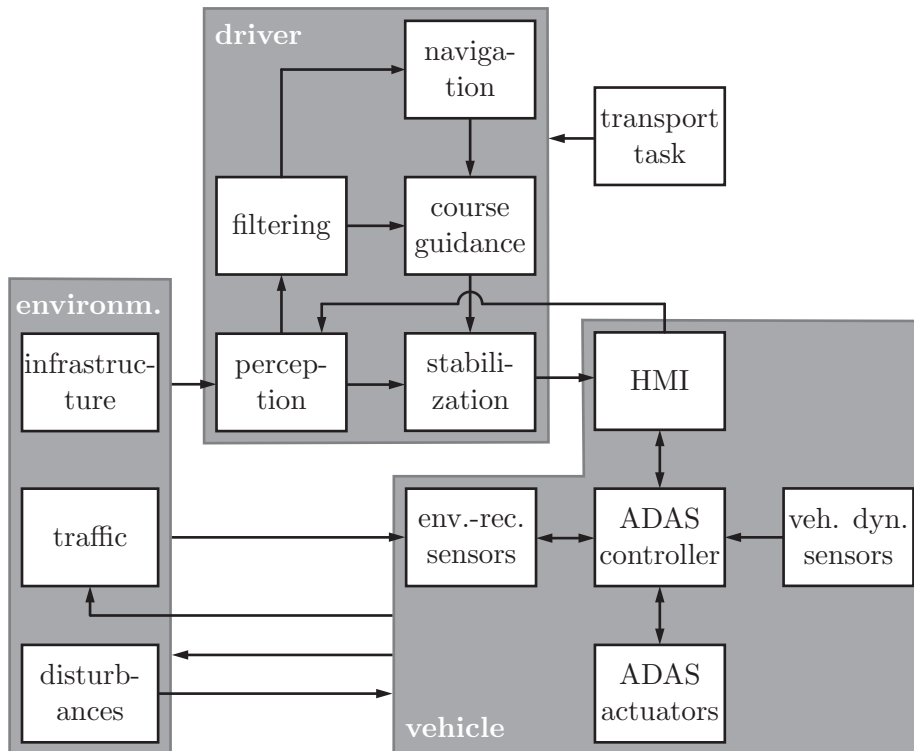 driver
naviga-
tion
transport
task
filtering
course
guidance
environm.
infrastruc-
ture
percep-
tion
stabili-
zation
HMI
traffic
env.-rec.
sensors
ADAS
controller
veh. dyn.
sensors
disturb-
ances
ADAS
actuators
vehicle